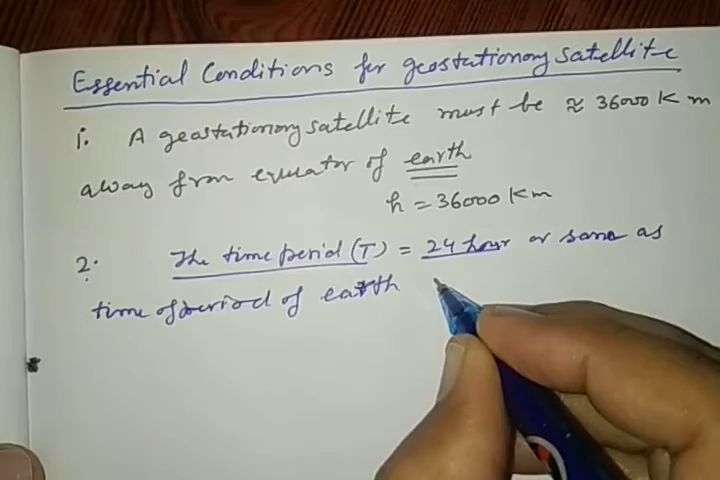 Essential Conditions for geostationary satellite
1. A geostationary satellite must be ≈ 36000 Km
away from equator of earth
h = 36000 Km
2. The time period (T) = 24 hour or same as
time of period of earth